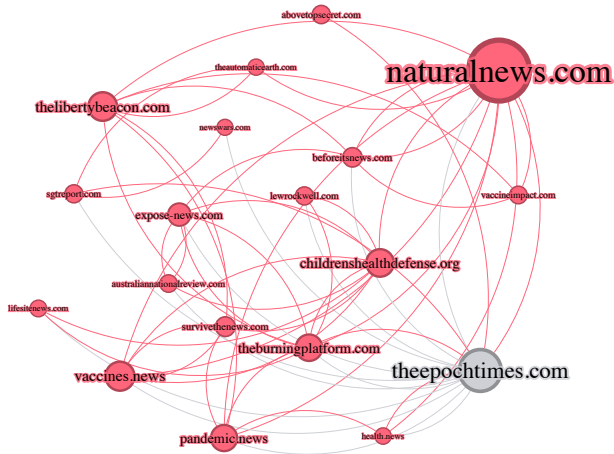 abovetopsecret.com
theautomaticearth.com
naturalnews.com
thelibertybeacon.com
newswars.com
beforeitsnews.com
sgtreport.com
lewrockwell.com
vaccineimpact.com
expose-news.com
childrenshealthdefense.org
australiannationalreview.com
lifesitenews.com
survivethenews.com
theburningplatform.com
vaccines.news
theepochtimes.com
pandemic.news
health.news